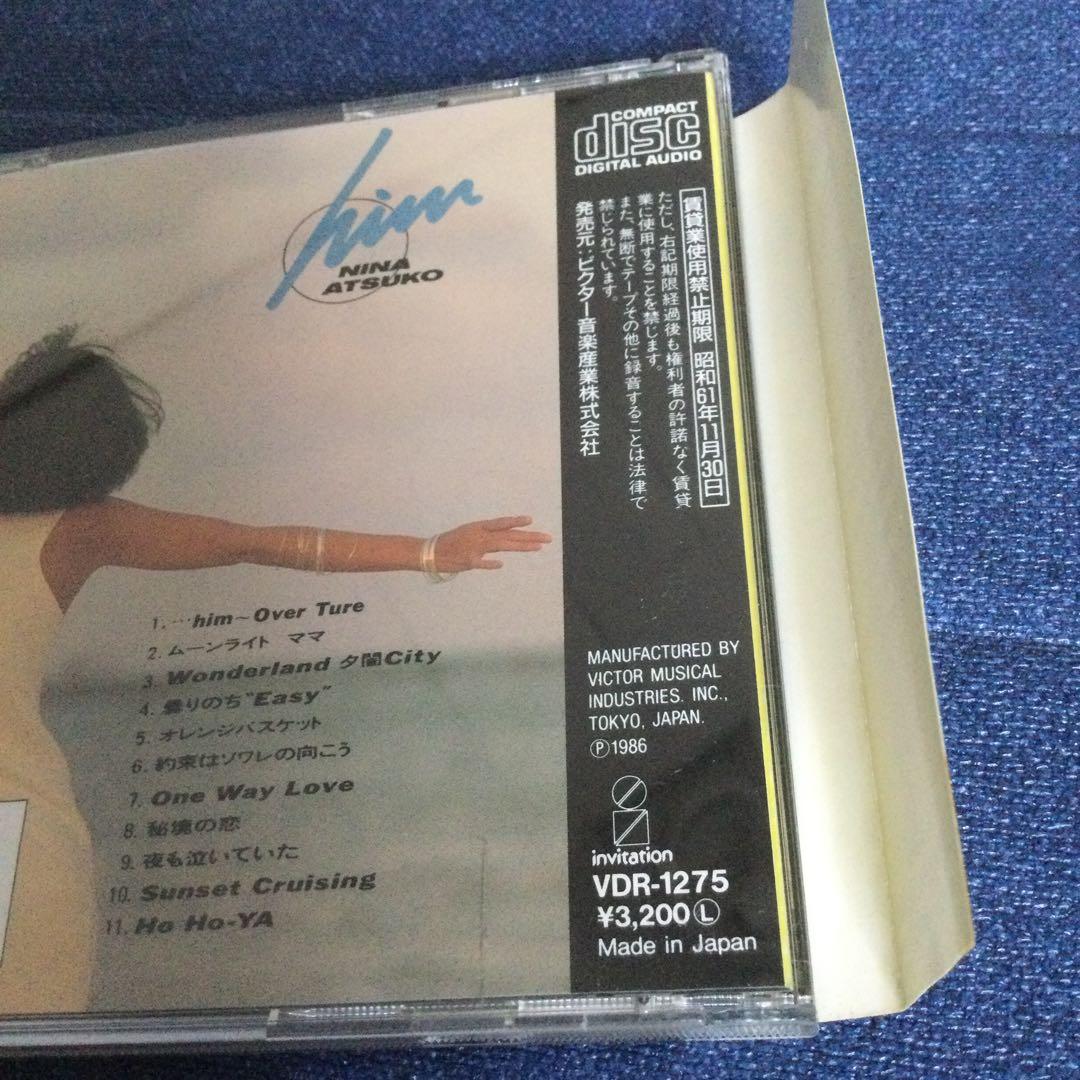 him
NINA
ATSUKO
1. …him~Over Ture
2. ムーンライト ママ
3. Wonderland 夕闇City
4. 曇りのち"Easy"
5. オレンジバスケット
6. 約束はソワレの向こう
7. One Way Love
8. 秘境の恋
9. 夜も泣いていた
10. Sunset Cruising
11. Ho Ho-YA
COMPACT
disc
DIGITAL AUDIO
賃貸業使用禁止期限 昭和61年11月30日
ただし、右記期限経過後も権利者の許諾なく賃貸
業に使用することを禁じます。
また、無断でテープその他に録音することは法律で
禁じられています。
発売元:ビクター音楽産業株式会社
MANUFACTURED BY
VICTOR MUSICAL
INDUSTRIES. INC.,
TOKYO, JAPAN.
Ⓟ1986
invitation
VDR-1275
¥3,200Ⓛ
Made in Japan